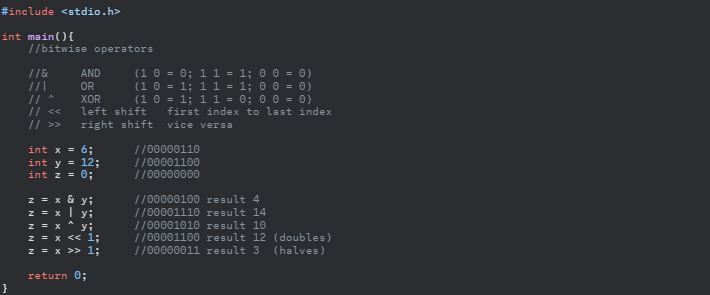 #include <stdio.h>
int main(){
//bitwise operators
//& AND (1 0 = 0; 1 1 = 1; 0 0 = 0)
//| OR (1 0 = 1; 1 1 = 1; 0 0 = 0)
// ^ XOR (1 0 = 1; 1 1 = 0; 0 0 = 0)
// << left shift first index to last index
// >> right shift vice versa
int x = 6; //00000110
int y = 12; //00001100
int z = 0; //00000000
z = x & y; //00000100 result 4
z = x | y; //00001110 result 14
z = x ^ y; //00001010 result 10
z = x << 1; //00001100 result 12 (doubles)
z = x >> 1; //00000011 result 3 (halves)
return 0;
}